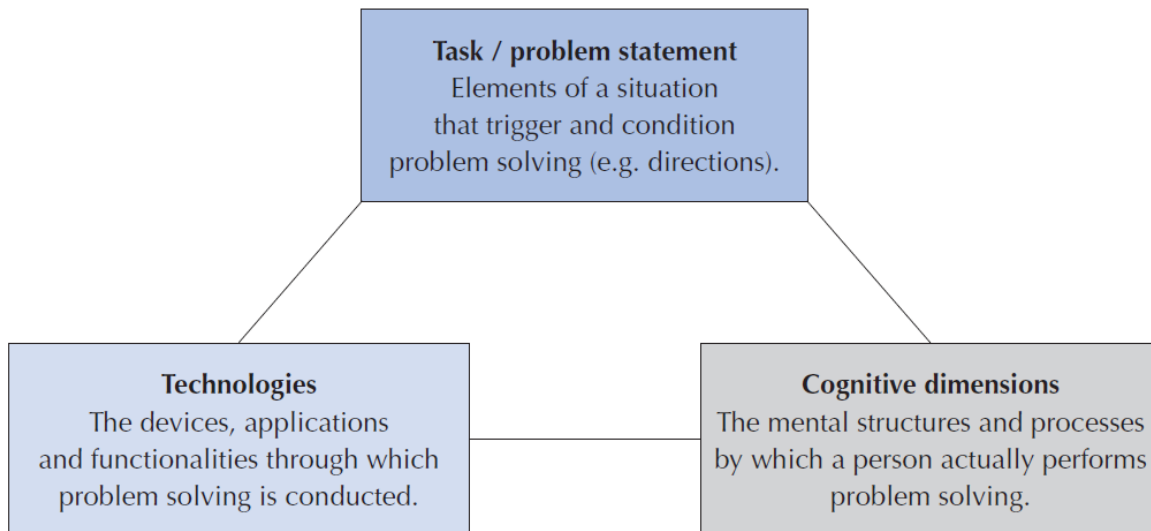 Task / problem statement
Elements of a situation
that trigger and condition
problem solving (e.g. directions).
Technologies
The devices, applications
and functionalities through which
problem solving is conducted.
Cognitive dimensions
The mental structures and processes
by which a person actually performs
problem solving.